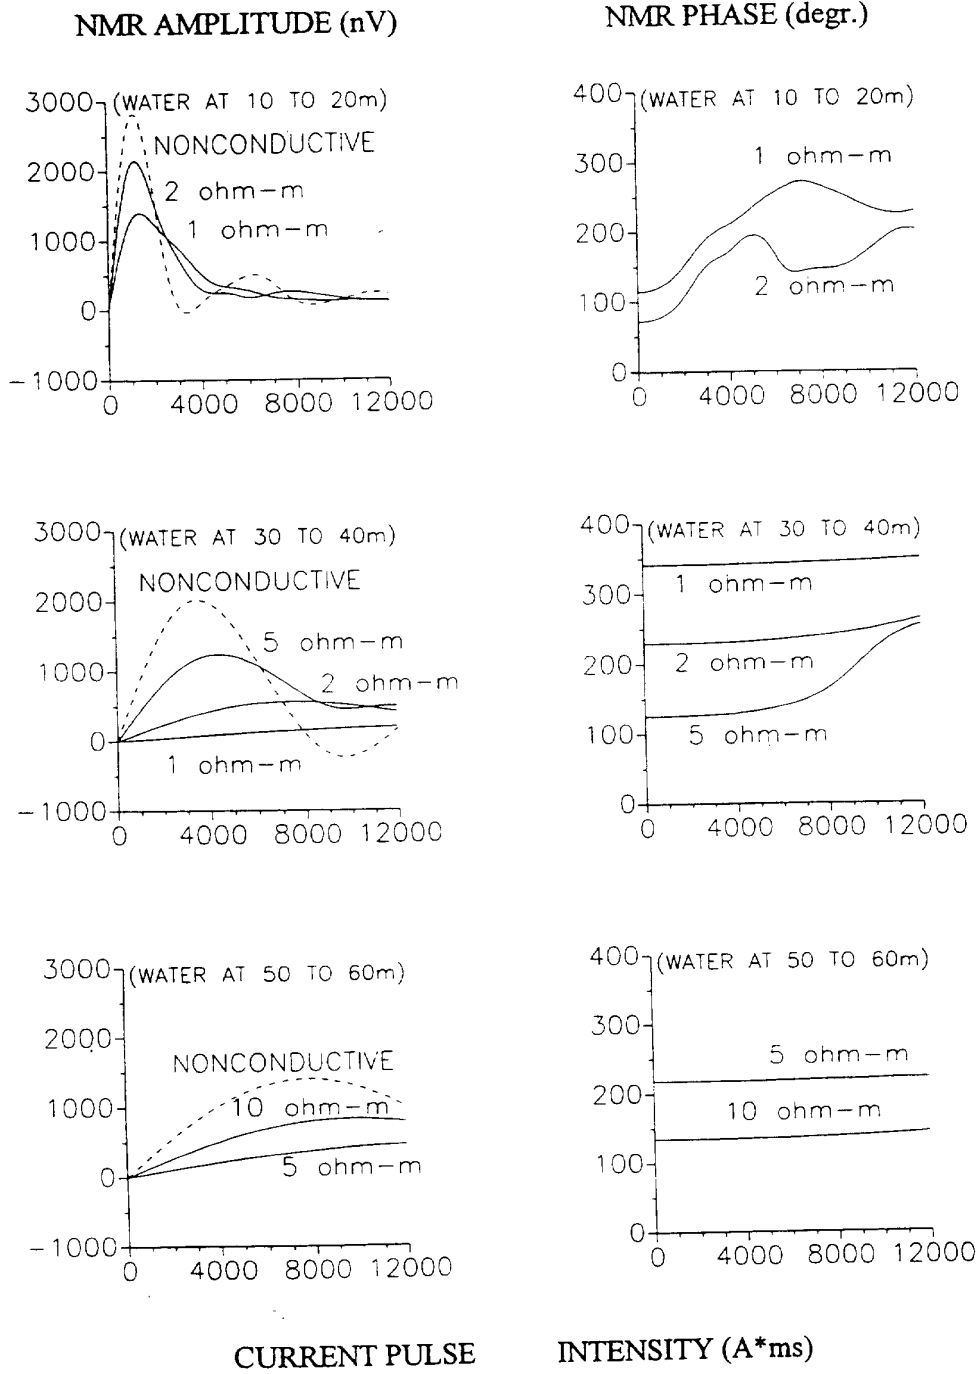 NMR AMPLITUDE (nV)
NMR PHASE (degr.)
3000
(WATER AT 10 TO 20m)
NONCONDUCTIVE
2000
2 ohm-m
1 ohm-m
1000
0
-1000
0 4000 8000 12000
400
(WATER AT 10 TO 20m)
1 ohm-m
300
200
2 ohm-m
100
0
0 4000 8000 12000
3000
(WATER AT 30 TO 40m)
NONCONDUCTIVE
2000
5 ohm-m
1000
2 ohm-m
0
1 ohm-m
-1000
0 4000 8000 12000
400
(WATER AT 30 TO 40m)
1 ohm-m
300
2 ohm-m
200
5 ohm-m
100
0
0 4000 8000 12000
3000
(WATER AT 50 TO 60m)
2000
NONCONDUCTIVE
1000
10 ohm-m
5 ohm-m
0
-1000
0 4000 8000 12000
400
(WATER AT 50 TO 60m)
300
5 ohm-m
200
10 ohm-m
100
0
0 4000 8000 12000
CURRENT PULSE INTENSITY (A*ms)